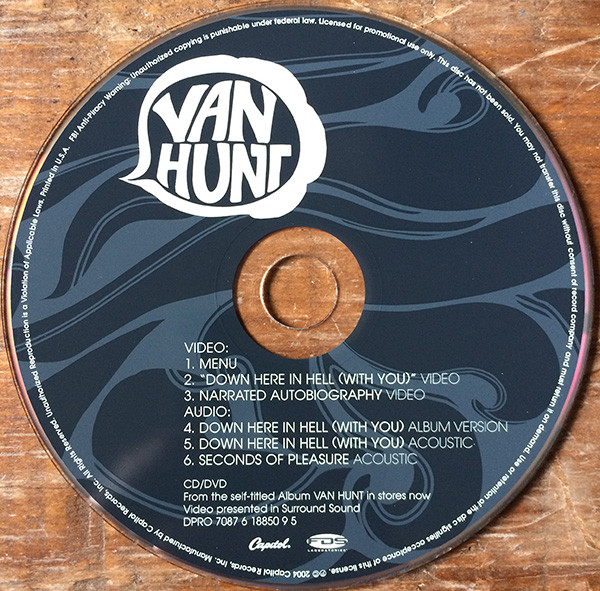 VAN
HUNT
VIDEO:
1. MENU
2. "DOWN HERE IN HELL (WITH YOU)" VIDEO
3. NARRATED AUTOBIOGRAPHY VIDEO
AUDIO:
4. DOWN HERE IN HELL (WITH YOU) ALBUM VERSION
5. DOWN HERE IN HELL (WITH YOU) ACOUSTIC
6. SECONDS OF PLEASURE ACOUSTIC
CD/DVD
From the self-titled Album VAN HUNT in stores now
Video presented in Surround Sound
DPRO 7087 6 18850 9 5
Capitol. PDS LABORATORIES
℗© 2004 Capitol Records, Inc. Manufactured by Capitol Records, Inc. All Rights Reserved. Unauthorized Reproduction is a Violation of Applicable Laws. Printed in U.S.A. FBI Anti-Piracy Warning: Unauthorized copying is punishable under federal law. Licensed for promotional use only. This disc has not been sold. You may not transfer this disc without consent of record company and must return it on demand. Use or retention of the disc signifies acceptance of this agreement.